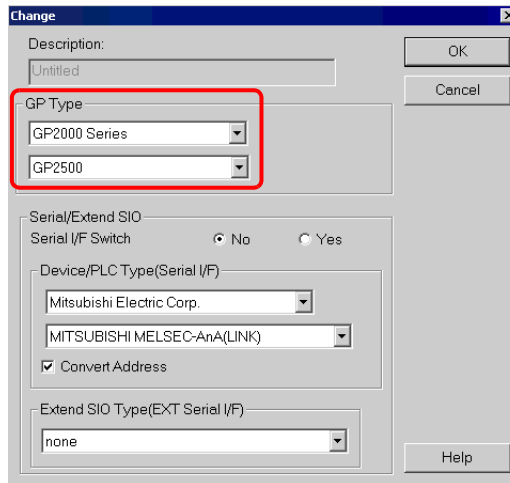 Change
Description:
OK
Untitled
Cancel
GP Type
GP2000 Series
GP2500
Serial/Extend SIO
Serial I/F Switch No Yes
Device/PLC Type(Serial I/F)
Mitsubishi Electric Corp.
MITSUBISHI MELSEC-AnA(LINK)
Convert Address
Extend SIO Type(EXT Serial I/F)
none
Help